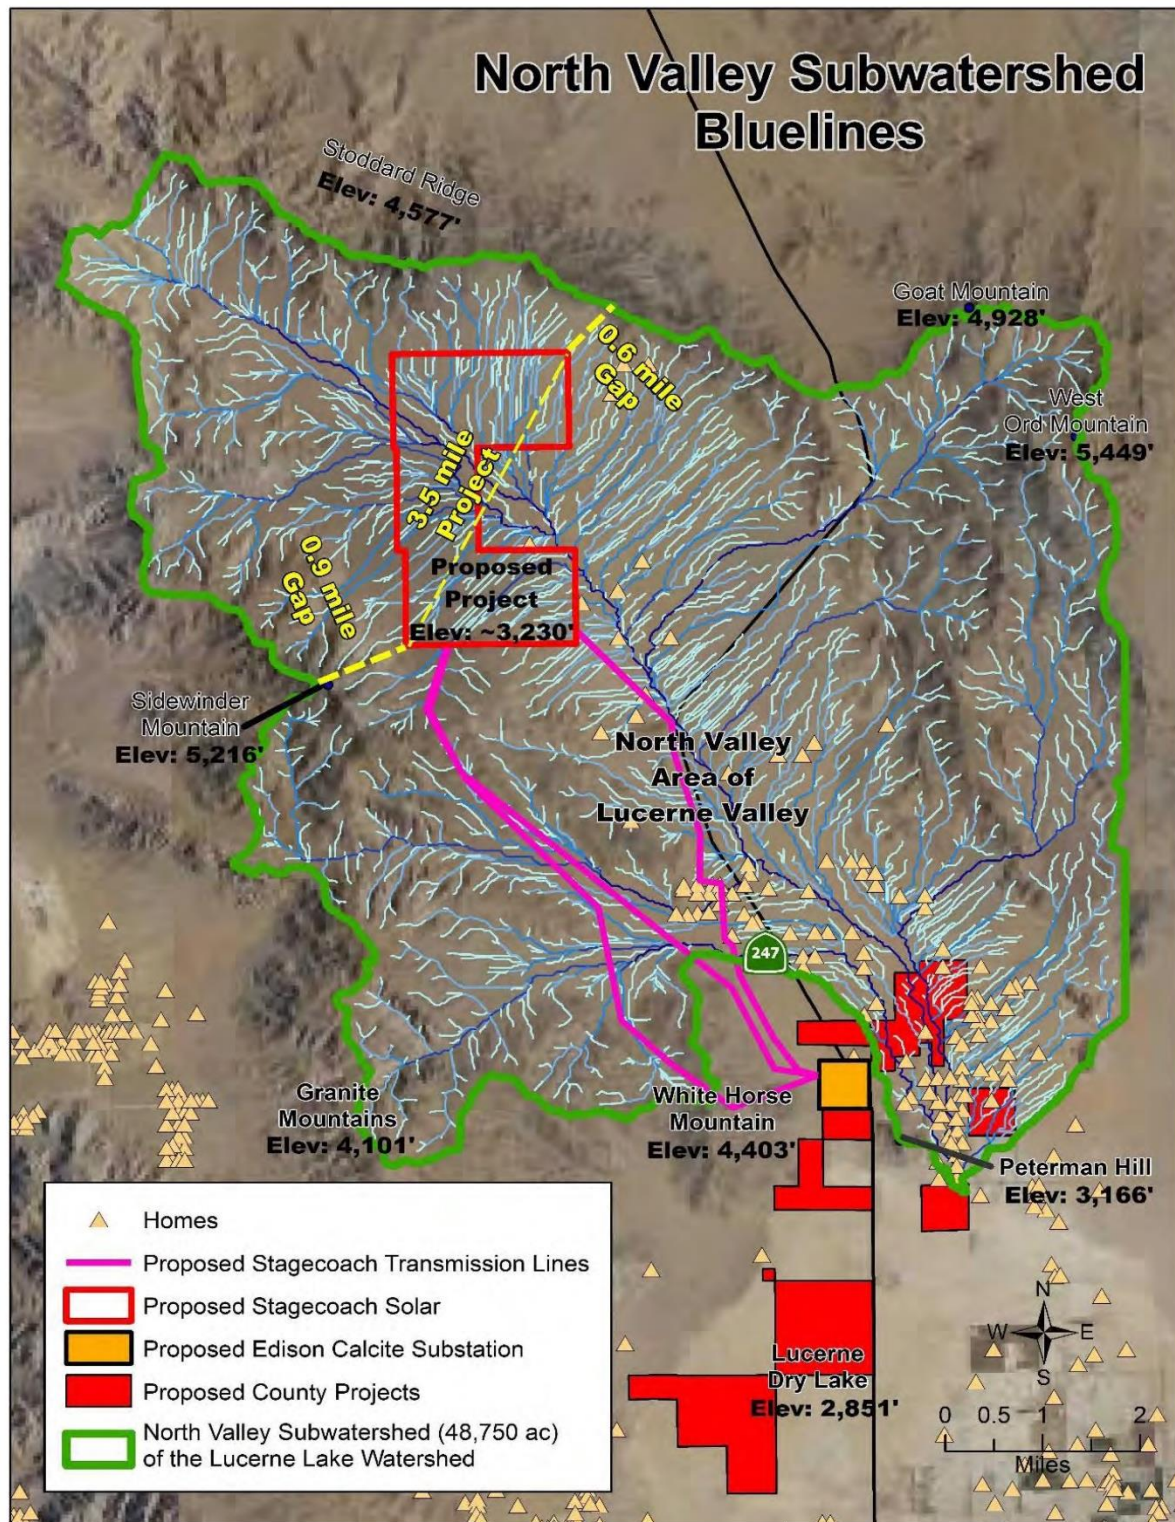 North Valley Subwatershed
Bluelines
Stoddard Ridge
Elev: 4,577'
Goat Mountain
Elev: 4,928'
0.6 mile
Gap
West
Ord Mountain
Elev: 5,449'
3.5 mile
Project
0.9 mile
Gap
Proposed
Project
Elev: ~3,230'
Sidewinder
Mountain
Elev: 5,216'
North Valley
Area of
Lucerne Valley
247
Granite
Mountains
Elev: 4,101'
White Horse
Mountain
Elev: 4,403'
Peterman Hill
Elev: 3,166'
Homes
Proposed Stagecoach Transmission Lines
Proposed Stagecoach Solar
Proposed Edison Calcite Substation
Proposed County Projects
North Valley Subwatershed (48,750 ac)
of the Lucerne Lake Watershed
Lucerne
Dry Lake
Elev: 2,851'
N
W E
S
0 0.5 1 2
Miles